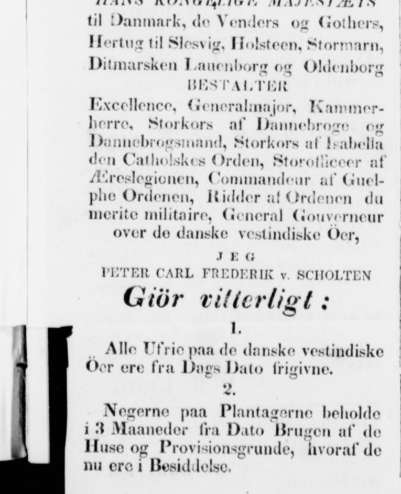 HANS KONGELIGE MAJESTÆTS
til Danmark, de Venders og Gothers,
Hertug til Slesvig, Holsteen, Stormarn,
Ditmarsken Lauenborg og Oldenborg
BESTALTER
Excellence, Generalmajor, Kammer-
herre, Storkors af Dannebroge og
Dannebrogsmand, Storkors af Isabella
den Catholskes Orden, Storofficeer af
Æreslegionen, Commandeur af Guel-
phe Ordenen, Ridder af Ordenen du
merite militaire, General Gouverneur
over de danske vestindiske Öer,
JEG
PETER CARL FREDERIK v. SCHOLTEN
Giör vitterligt :
1.
Alle Ufrie paa de danske vestindiske
Öer ere fra Dags Dato frigivne.
2.
Negerne paa Plantagerne beholde
i 3 Maaneder fra Dato Brugen af de
Huse og Provisionsgrunde, hvoraf de
nu ere i Besiddelse.